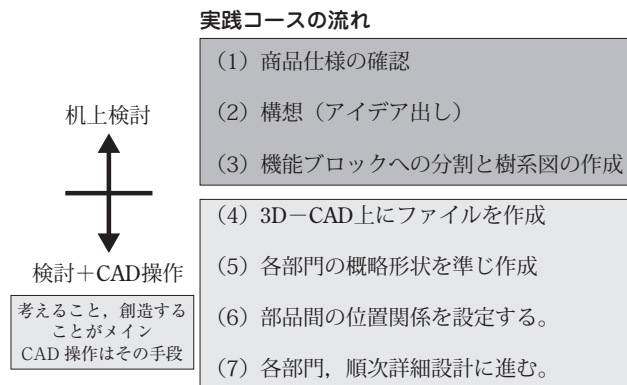 実践コースの流れ
(1) 商品仕様の確認
(2) 構想（アイデア出し）
(3) 機能ブロックへの分割と樹系図の作成
机上検討
検討＋CAD操作
考えること，創造する
ことがメイン
CAD 操作はその手段
(4) 3D－CAD上にファイルを作成
(5) 各部門の概略形状を準じ作成
(6) 部品間の位置関係を設定する。
(7) 各部門，順次詳細設計に進む。